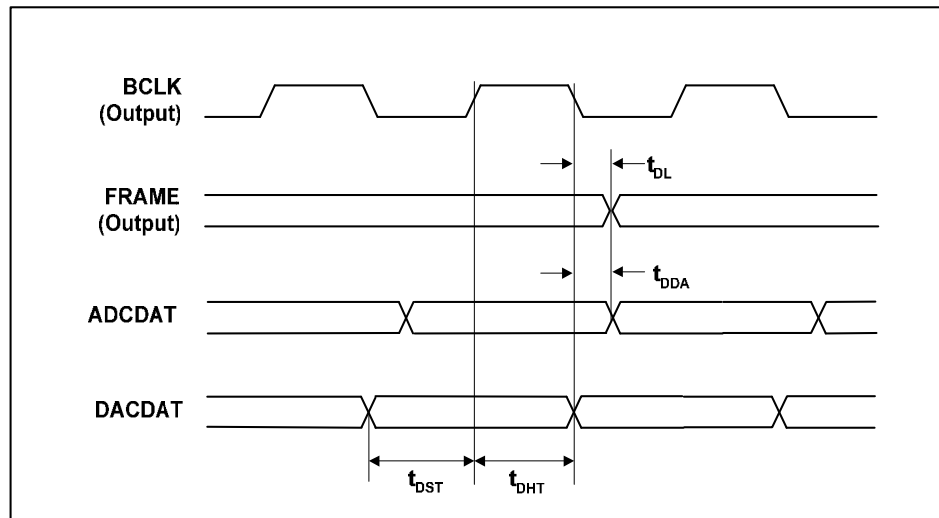 BCLK
(Output)
t_DL
FRAME
(Output)
t_DDA
ADCDAT
DACDAT
t_DST
t_DHT